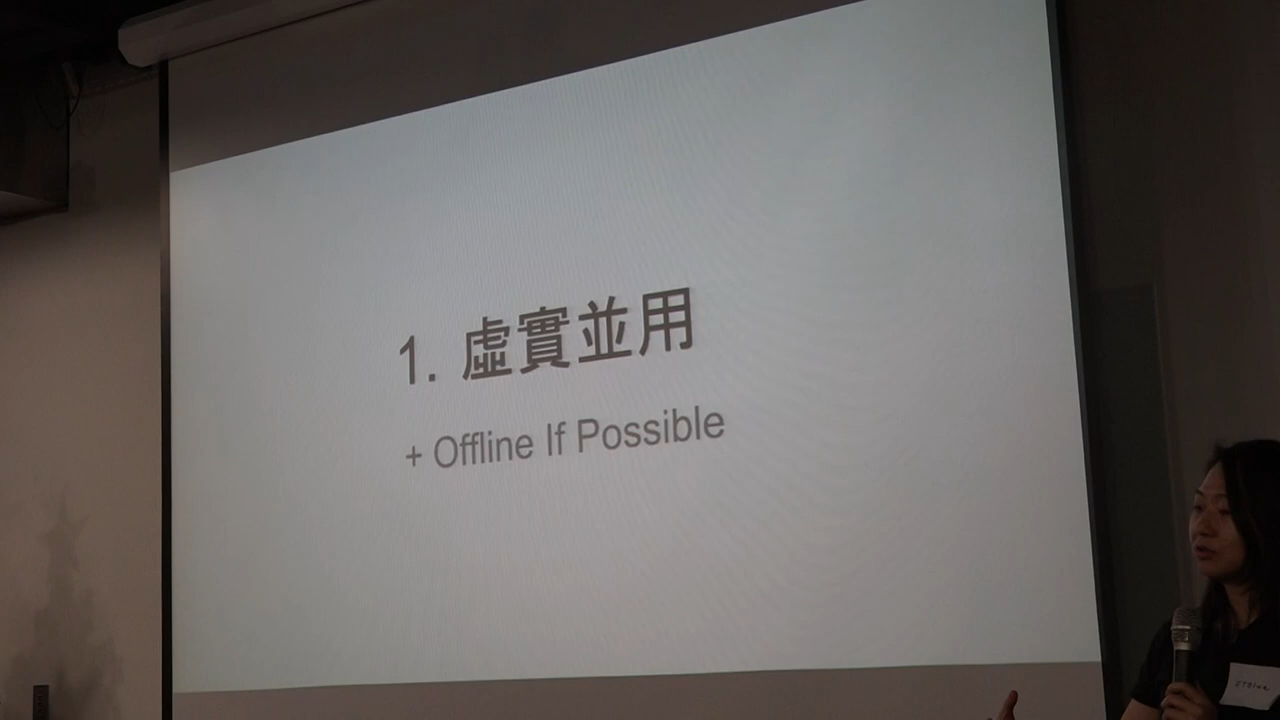 1. 虛實並用
+ Offline If Possible